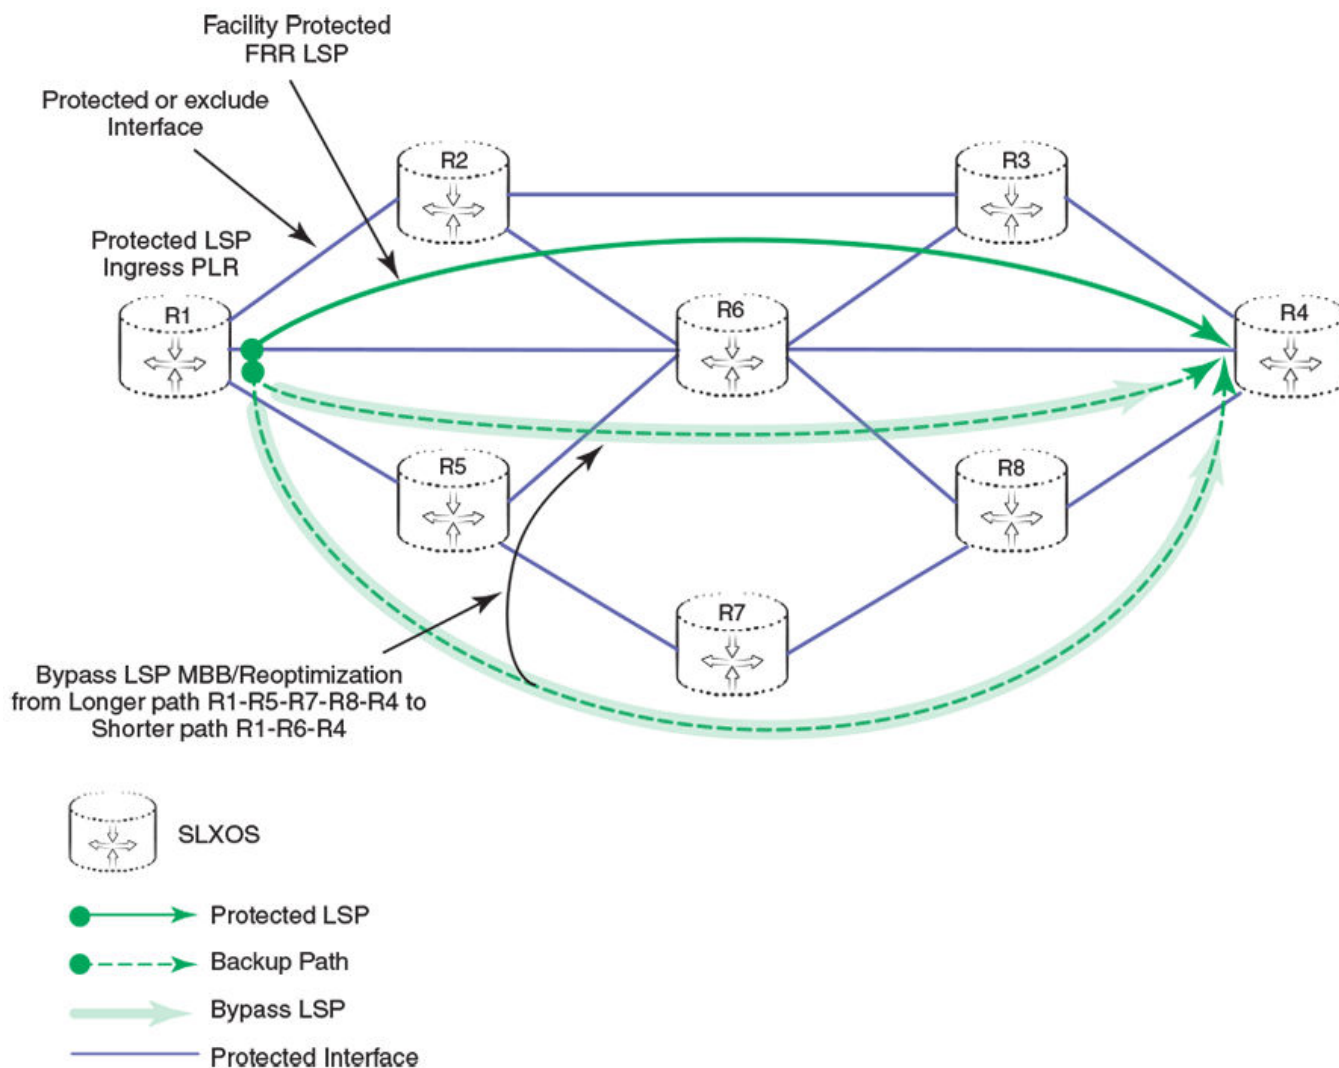 Facility Protected
FRR LSP
Protected or exclude
Interface
R2
R3
Protected LSP
Ingress PLR
R1
R6
R4
R5
R8
R7
Bypass LSP MBB/Reoptimization
from Longer path R1-R5-R7-R8-R4 to
Shorter path R1-R6-R4
SLXOS
Protected LSP
Backup Path
Bypass LSP
Protected Interface